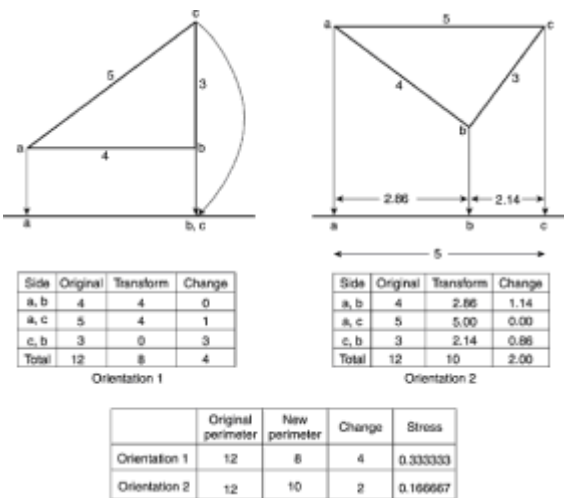 c
5
3
a
b
4
a
b, c
5
a
c
4
3
b
2.86
2.14
a
b
c
5
Side Original Transform Change
a, b 4 4 0
a, c 5 4 1
c, b 3 0 3
Total 12 8 4
Orientation 1
Side Original Transform Change
a, b 4 2.86 1.14
a, c 5 5.00 0.00
c, b 3 2.14 0.86
Total 12 10 2.00
Orientation 2
Original perimeter New perimeter Change Stress
Orientation 1 12 8 4 0.333333
Orientation 2 12 10 2 0.166667